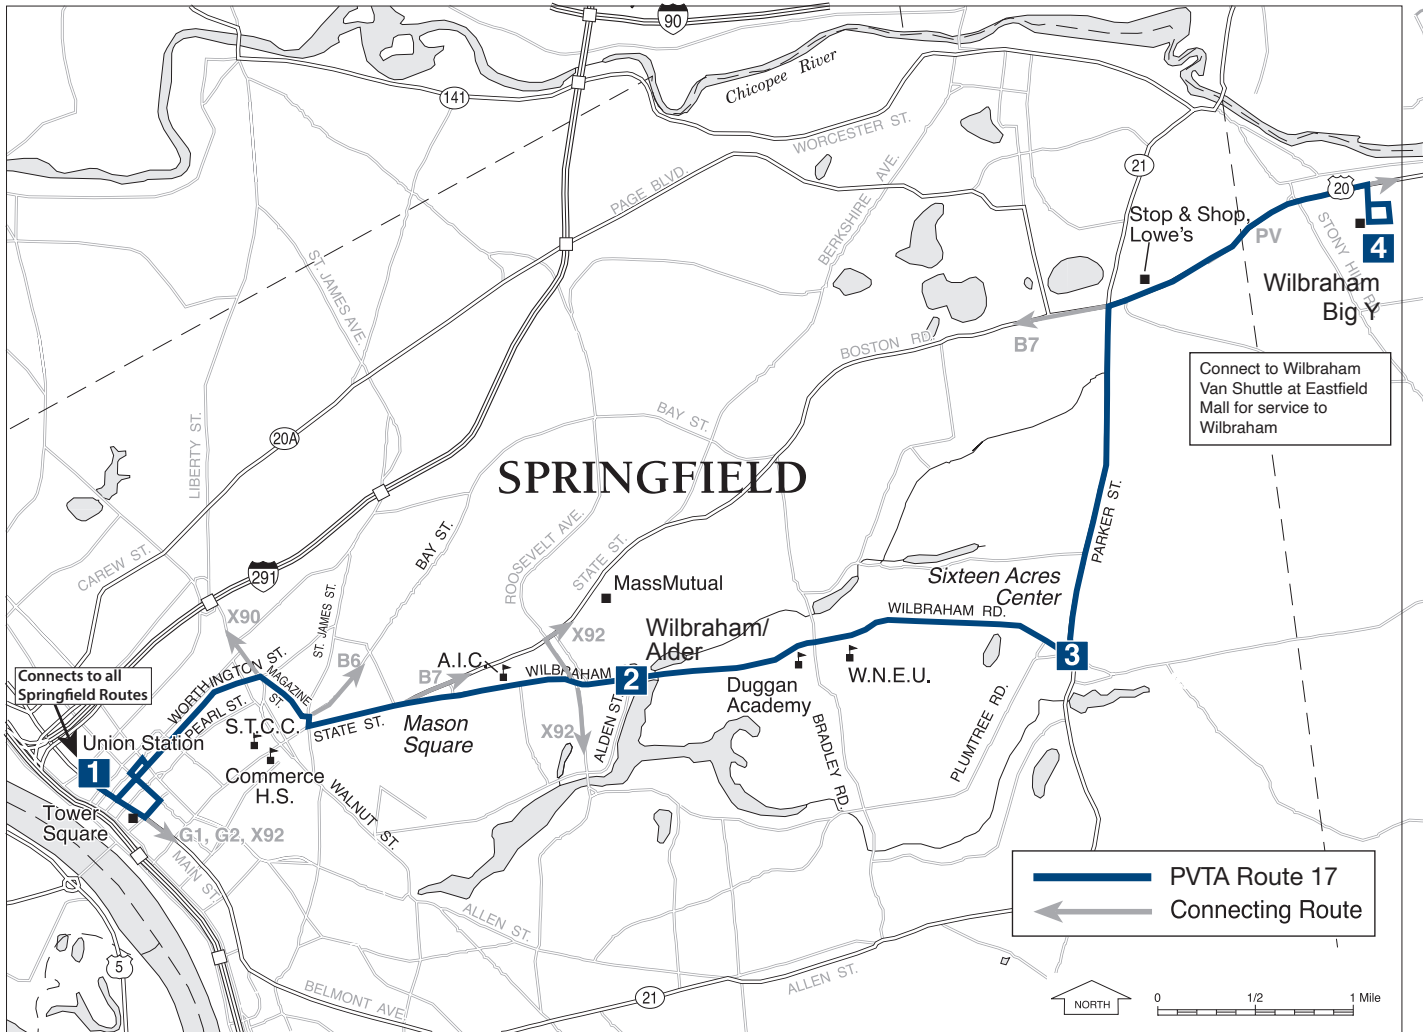 90
Chicopee River
141
WORCESTER ST.
PAGE BLVD.
BERKSHIRE AVE.
21
20
Stop & Shop,
Lowe's
PV
STONY HILL RD.
4
Wilbraham
Big Y
ST. JAMES AVE.
BOSTON RD.
B7
Connect to Wilbraham
Van Shuttle at Eastfield
Mall for service to
Wilbraham
LIBERTY ST.
20A
BAY ST.
SPRINGFIELD
BAY ST.
ROOSEVELT AVE.
STATE ST.
PARKER ST.
CAREW ST.
291
MassMutual
Sixteen Acres
Center
WILBRAHAM RD.
X90
ST. JAMES ST.
X92
Wilbraham/
Alder
B6
A.I.C.
B7
WILBRAHAM
2
3
Connects to all
Springfield Routes
WORTHINGTON ST.
MAGAZINE
ST.
PEARL ST.
S.T.C.C.
STATE ST.
Mason
Square
X92
ALDEN ST.
Duggan
Academy
W.N.E.U.
BRADLEY RD.
PLUMTREE RD.
Union Station
1
Commerce
H.S.
WALNUT ST.
Tower
Square
G1, G2, X92
MAIN ST.
PVTA Route 17
Connecting Route
ALLEN ST.
5
BELMONT AVE.
21
ALLEN ST.
NORTH
0 1/2 1 Mile